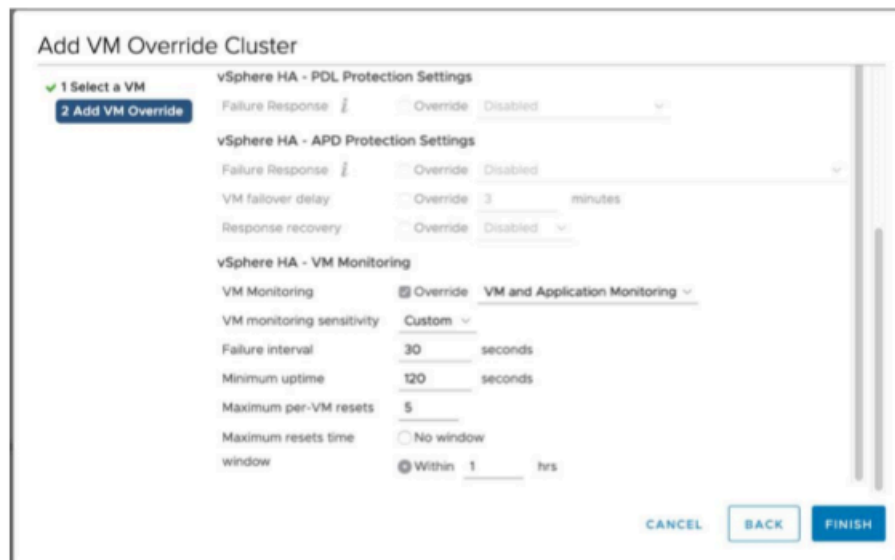 Add VM Override Cluster
1 Select a VM
2 Add VM Override
vSphere HA - PDL Protection Settings
Failure Response i Override Disabled
vSphere HA - APD Protection Settings
Failure Response i Override Disabled
VM failover delay Override 3 minutes
Response recovery Override Disabled
vSphere HA - VM Monitoring
VM Monitoring Override VM and Application Monitoring
VM monitoring sensitivity Custom
Failure interval 30 seconds
Minimum uptime 120 seconds
Maximum per-VM resets 5
Maximum resets time No window
window Within 1 hrs
CANCEL BACK FINISH